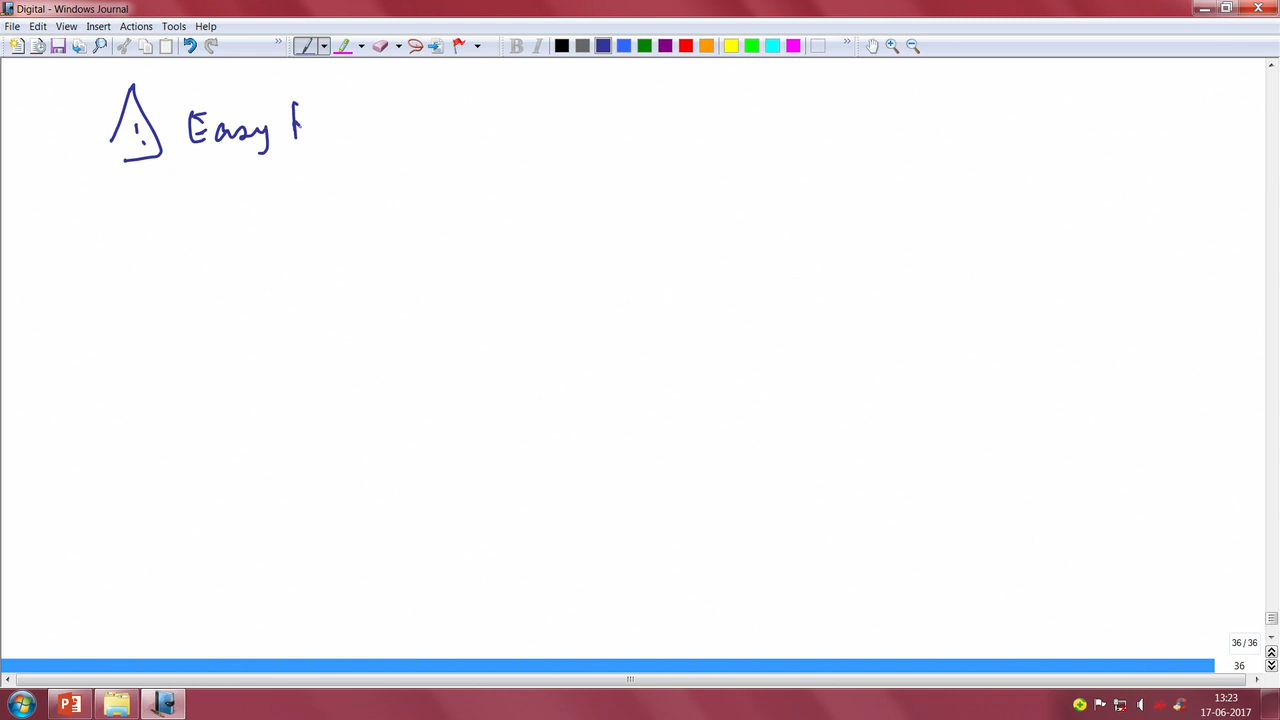 Digital - Windows Journal
File Edit View Insert Actions Tools Help
B I
! Easy
36 / 36
36
13:23
17-06-2017